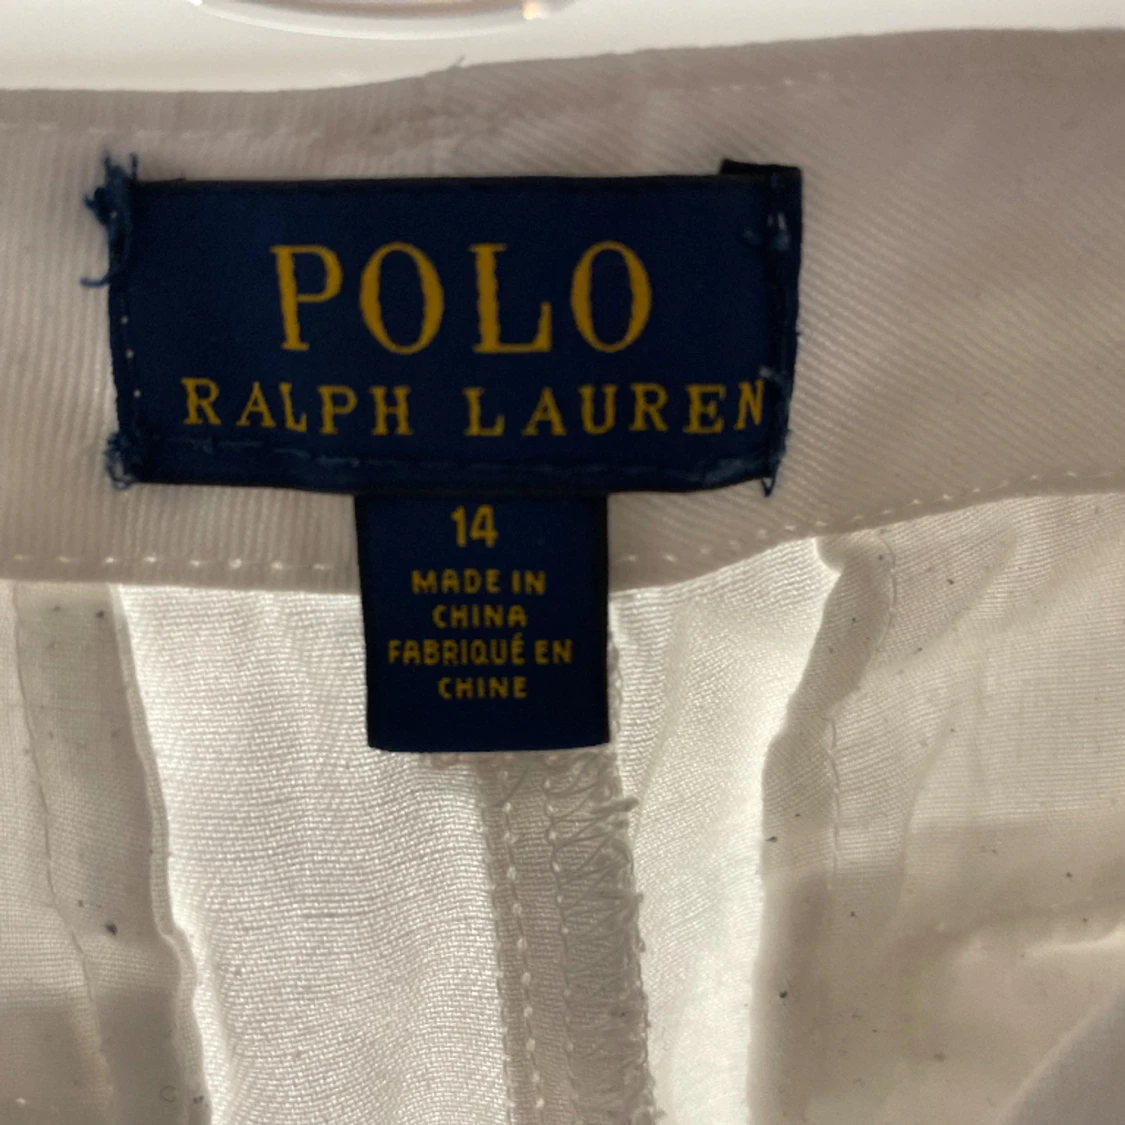 POLO
RALPH LAUREN
14
MADE IN
CHINA
FABRIQUÉ EN
CHINE